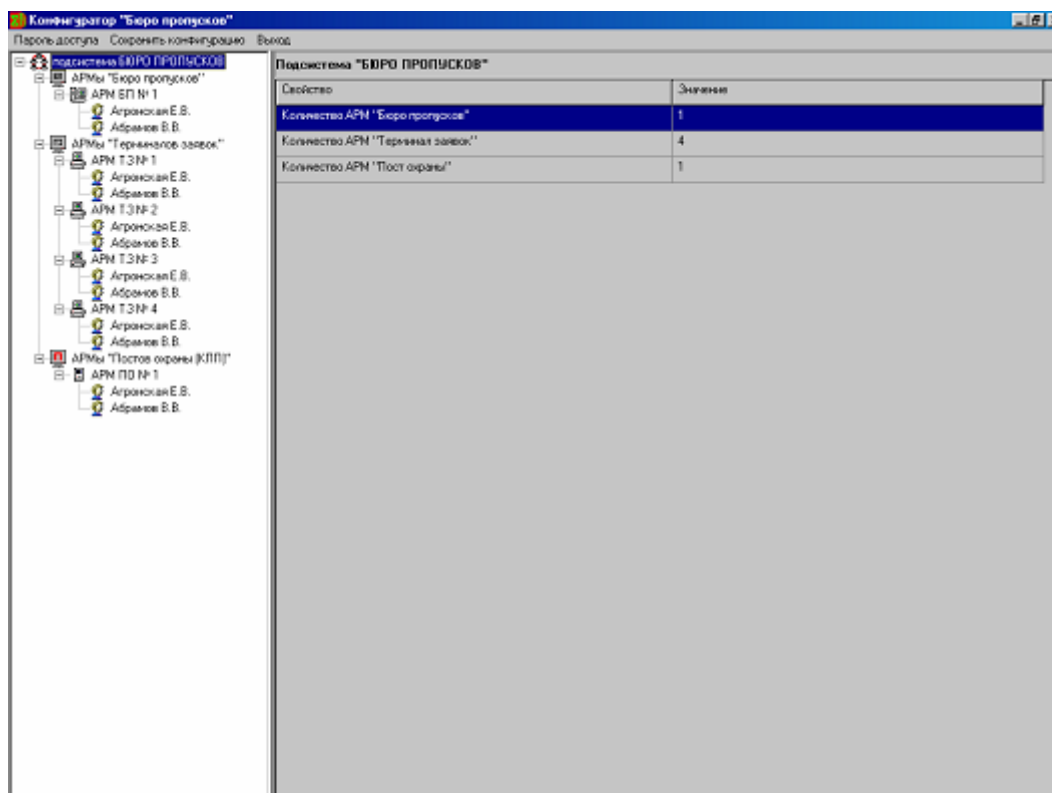 Конфигуратор "Бюро пропусков"
Пароль доступа Сохранить конфигурацию Выход
подсистема БЮРО ПРОПУСКОВ
АРМы "Бюро пропусков"
АРМ БП № 1
Агронская Е.В.
Абрамов В.В.
АРМы "Терминалов заявок"
АРМ ТЗ № 1
Агронская Е.В.
Абрамов В.В.
АРМ ТЗ № 2
Агронская Е.В.
Абрамов В.В.
АРМ ТЗ № 3
Агронская Е.В.
Абрамов В.В.
АРМ ТЗ № 4
Агронская Е.В.
Абрамов В.В.
АРМы "Постов охраны (КПП)"
АРМ ПО № 1
Агронская Е.В.
Абрамов В.В.
Подсистема "БЮРО ПРОПУСКОВ"
Свойство Значение
Количество АРМ "Бюро пропусков" 1
Количество АРМ "Терминал заявок" 4
Количество АРМ "Пост охраны" 1